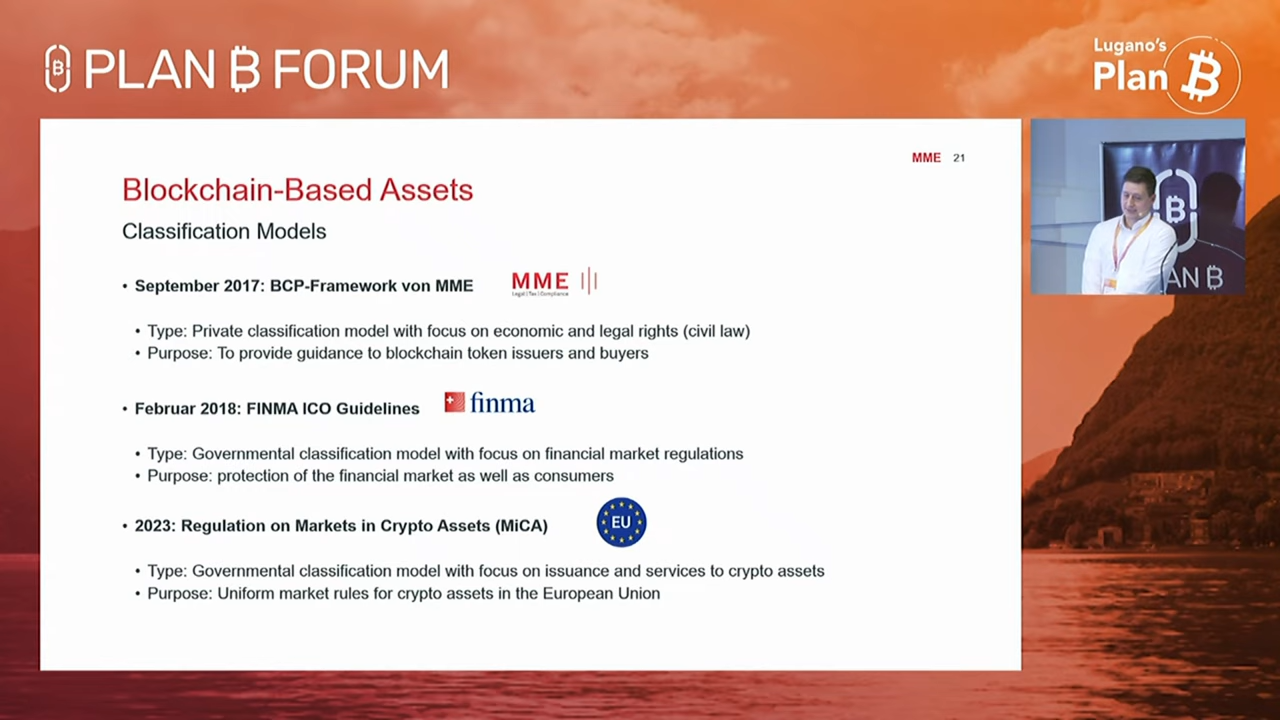 PLAN B FORUM
Lugano's
Plan B
MME 21
Blockchain-Based Assets
Classification Models
• September 2017: BCP-Framework von MME
MME
Legal | Tax | Compliance
• Type: Private classification model with focus on economic and legal rights (civil law)
• Purpose: To provide guidance to blockchain token issuers and buyers
• Februar 2018: FINMA ICO Guidelines
finma
• Type: Governmental classification model with focus on financial market regulations
• Purpose: protection of the financial market as well as consumers
• 2023: Regulation on Markets in Crypto Assets (MiCA)
EU
• Type: Governmental classification model with focus on issuance and services to crypto assets
• Purpose: Uniform market rules for crypto assets in the European Union
B
AN B